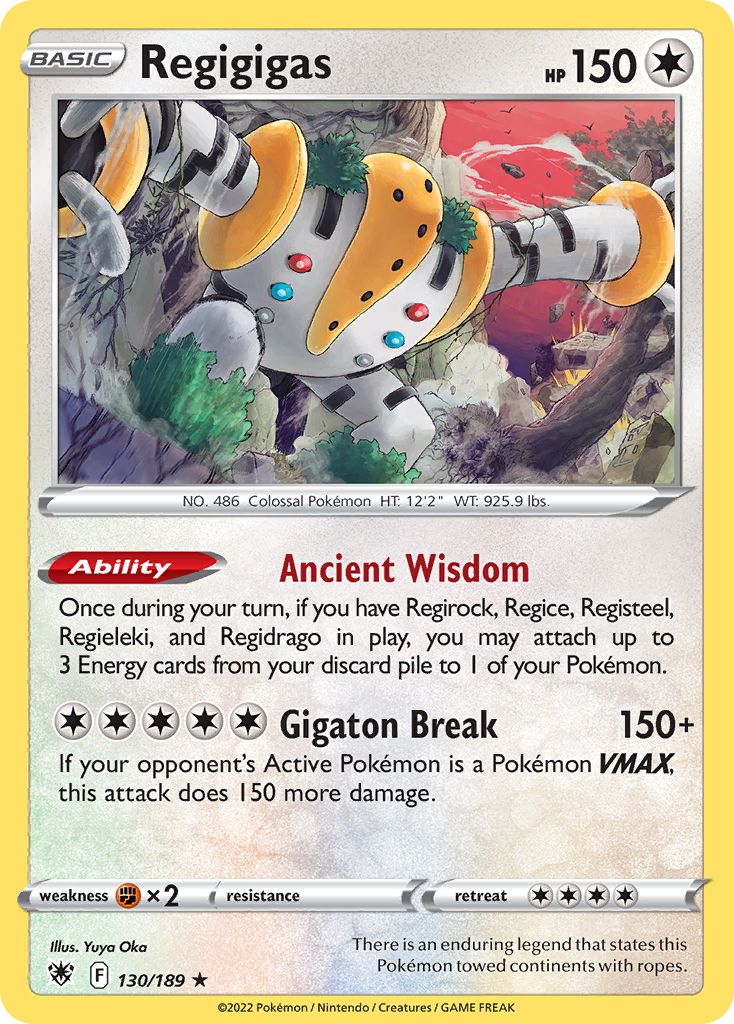 BASIC Regigigas HP 150
NO. 486 Colossal Pokémon HT: 12'2" WT: 925.9 lbs.
Ability Ancient Wisdom
Once during your turn, if you have Regirock, Regice, Registeel,
Regieleki, and Regidrago in play, you may attach up to
3 Energy cards from your discard pile to 1 of your Pokémon.
Gigaton Break 150+
If your opponent's Active Pokémon is a Pokémon VMAX,
this attack does 150 more damage.
weakness ×2 resistance retreat
Illus. Yuya Oka
There is an enduring legend that states this
Pokémon towed continents with ropes.
F 130/189 ★
©2022 Pokémon / Nintendo / Creatures / GAME FREAK